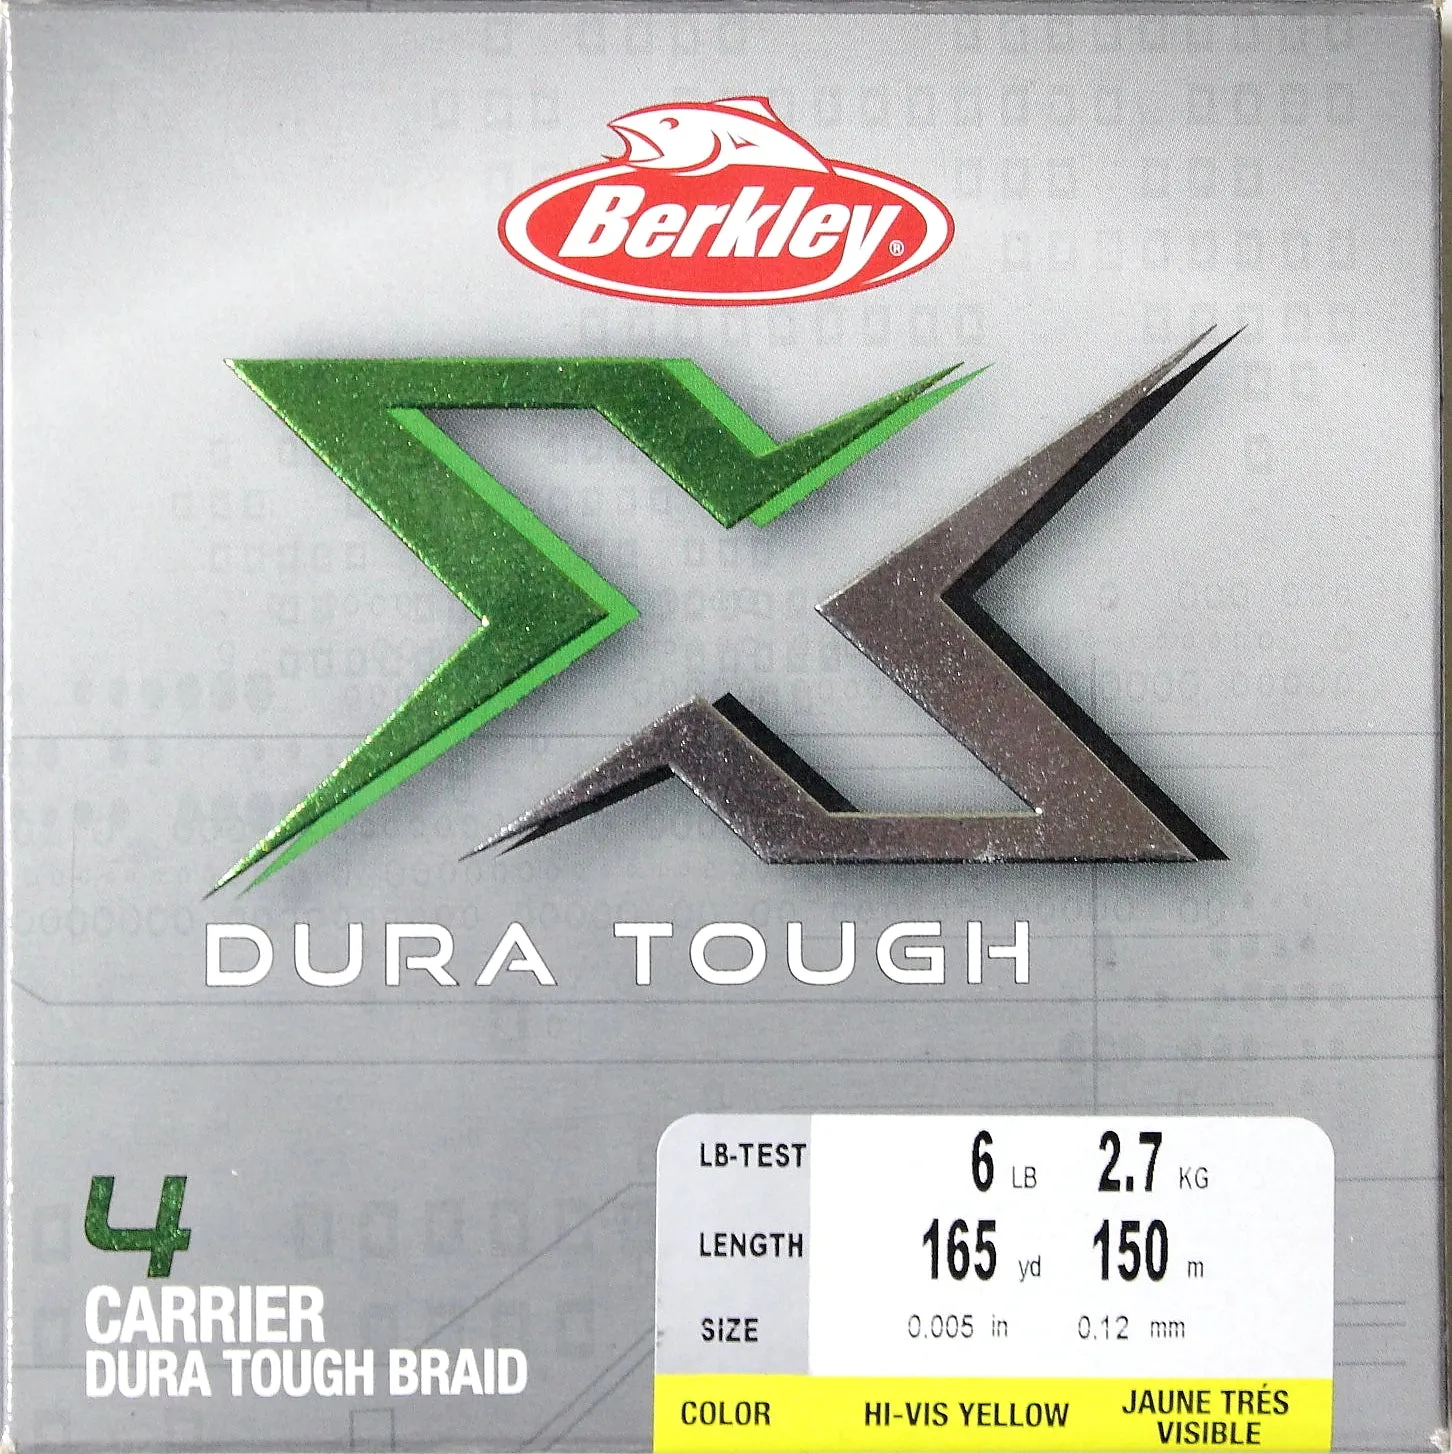 Berkley®
X
DURA TOUGH
4
CARRIER
DURA TOUGH BRAID
LB-TEST 6 LB 2.7 KG
LENGTH 165 yd 150 m
SIZE 0.005 in 0.12 mm
COLOR HI-VIS YELLOW JAUNE TRÉS
VISIBLE